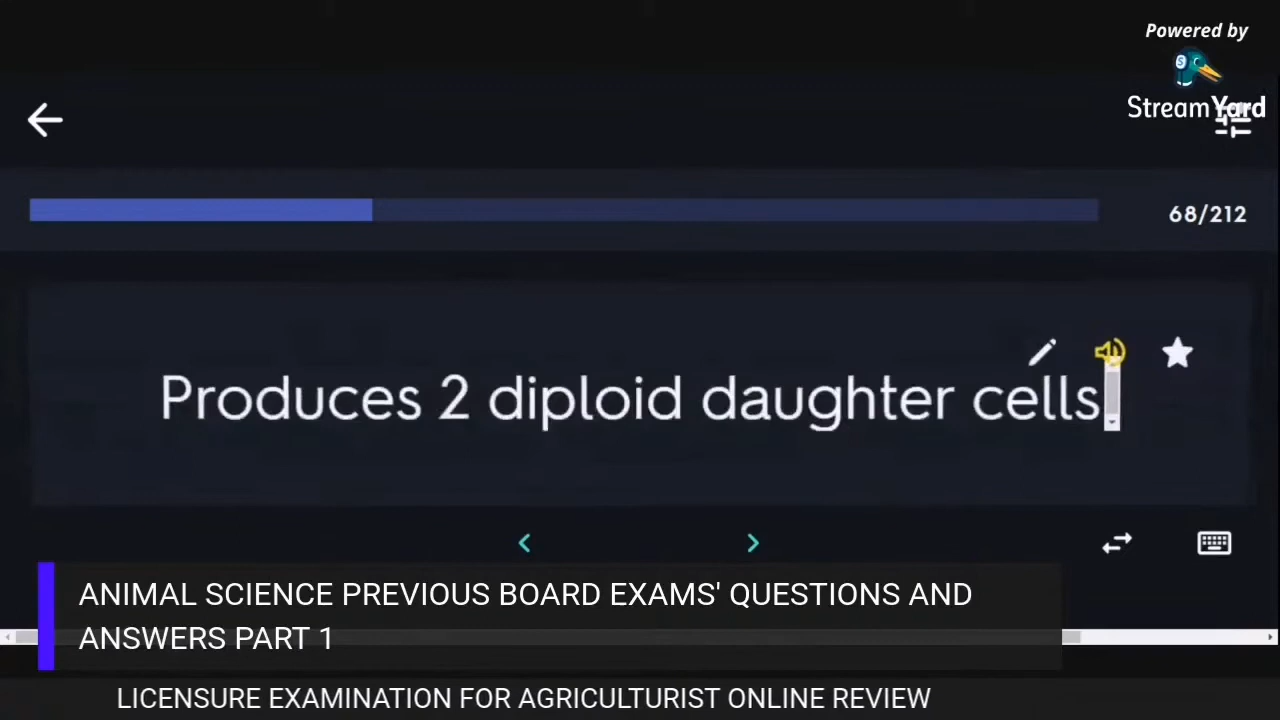 Powered by
StreamYard
68/212
Produces 2 diploid daughter cells
ANIMAL SCIENCE PREVIOUS BOARD EXAMS' QUESTIONS AND
ANSWERS PART 1
LICENSURE EXAMINATION FOR AGRICULTURIST ONLINE REVIEW